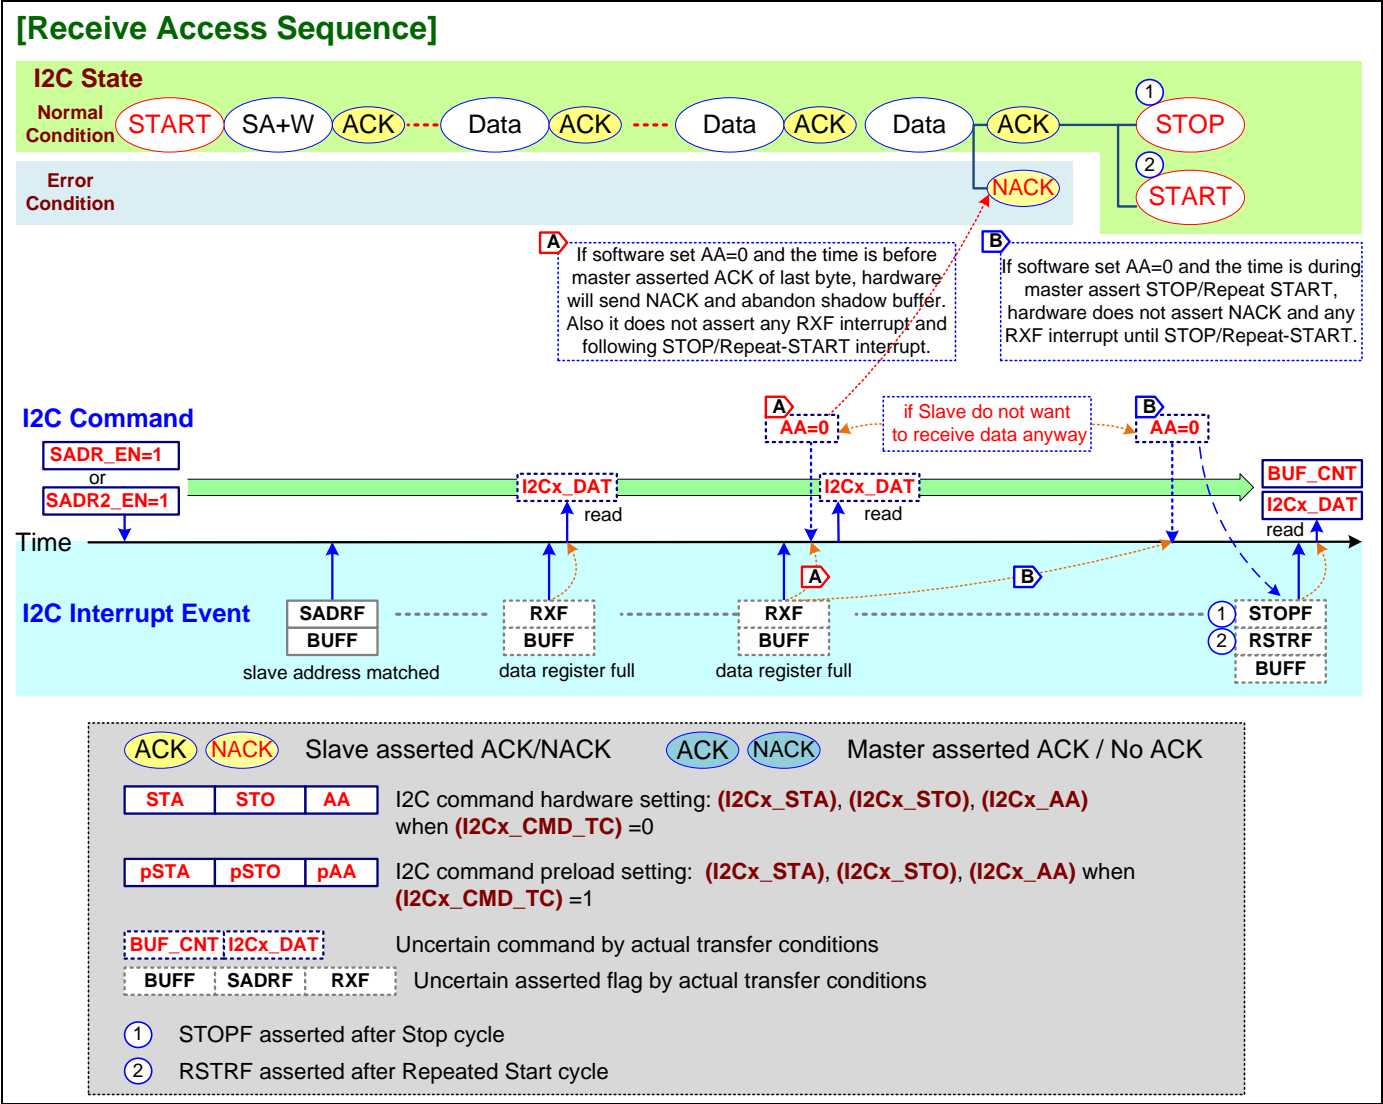 [Receive Access Sequence]
I2C State
Normal
Condition
START
SA+W
ACK
Data
ACK
Data
ACK
Data
ACK
1
STOP
2
START
Error
Condition
NACK
A
If software set AA=0 and the time is before
master asserted ACK of last byte, hardware
will send NACK and abandon shadow buffer.
Also it does not assert any RXF interrupt and
following STOP/Repeat-START interrupt.
B
If software set AA=0 and the time is during
master assert STOP/Repeat START,
hardware does not assert NACK and any
RXF interrupt until STOP/Repeat-START.
I2C Command
SADR_EN=1
or
SADR2_EN=1
A
AA=0
if Slave do not want
to receive data anyway
B
AA=0
I2Cx_DAT
read
I2Cx_DAT
read
BUF_CNT
I2Cx_DAT
read
Time
A
B
I2C Interrupt Event
SADRF
BUFF
slave address matched
RXF
BUFF
data register full
RXF
BUFF
data register full
1
STOPF
2
RSTRF
BUFF
ACK
NACK
Slave asserted ACK/NACK
ACK
NACK
Master asserted ACK / No ACK
STA
STO
AA
I2C command hardware setting: (I2Cx_STA), (I2Cx_STO), (I2Cx_AA)
when (I2Cx_CMD_TC) =0
pSTA
pSTO
pAA
I2C command preload setting: (I2Cx_STA), (I2Cx_STO), (I2Cx_AA) when
(I2Cx_CMD_TC) =1
BUF_CNT
I2Cx_DAT
Uncertain command by actual transfer conditions
BUFF
SADRF
RXF
Uncertain asserted flag by actual transfer conditions
1
STOPF asserted after Stop cycle
2
RSTRF asserted after Repeated Start cycle